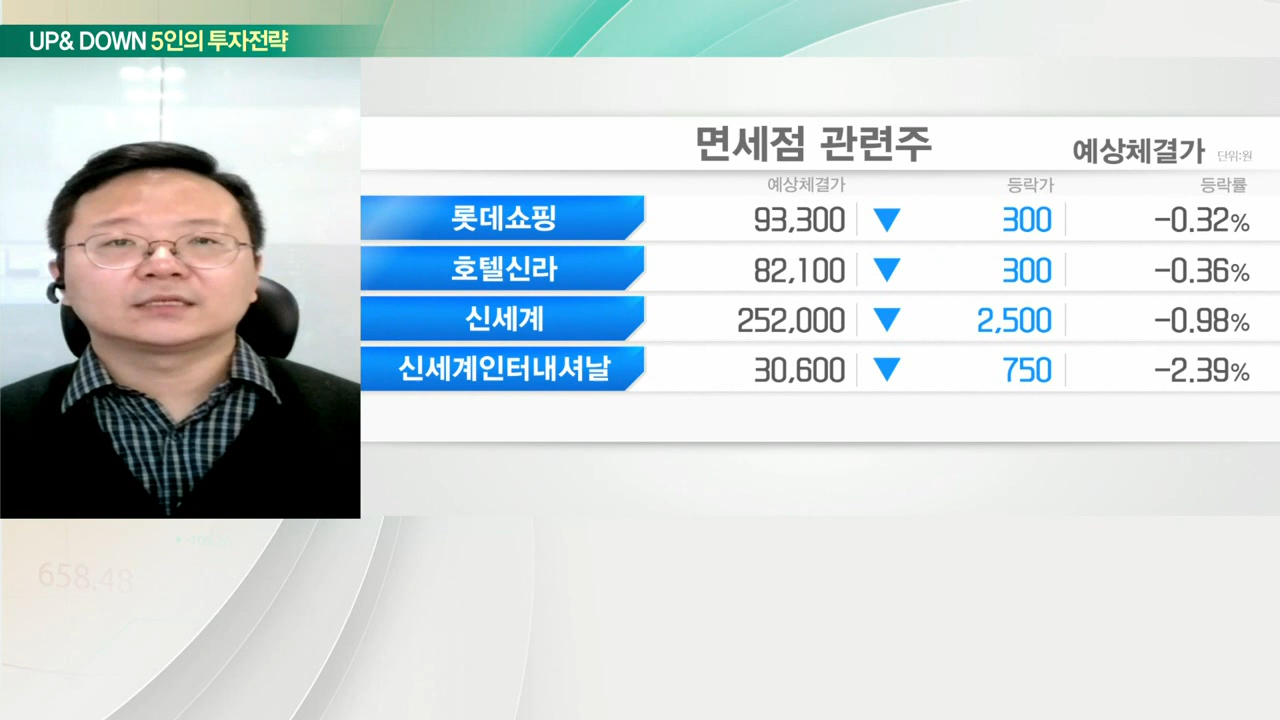 UP& DOWN 5인의 투자전략
면세점 관련주 예상체결가 단위:원
예상체결가 등락가 등락률
롯데쇼핑 93,300 ▼ 300 -0.32%
호텔신라 82,100 ▼ 300 -0.36%
신세계 252,000 ▼ 2,500 -0.98%
신세계인터내셔날 30,600 ▼ 750 -2.39%
658.48